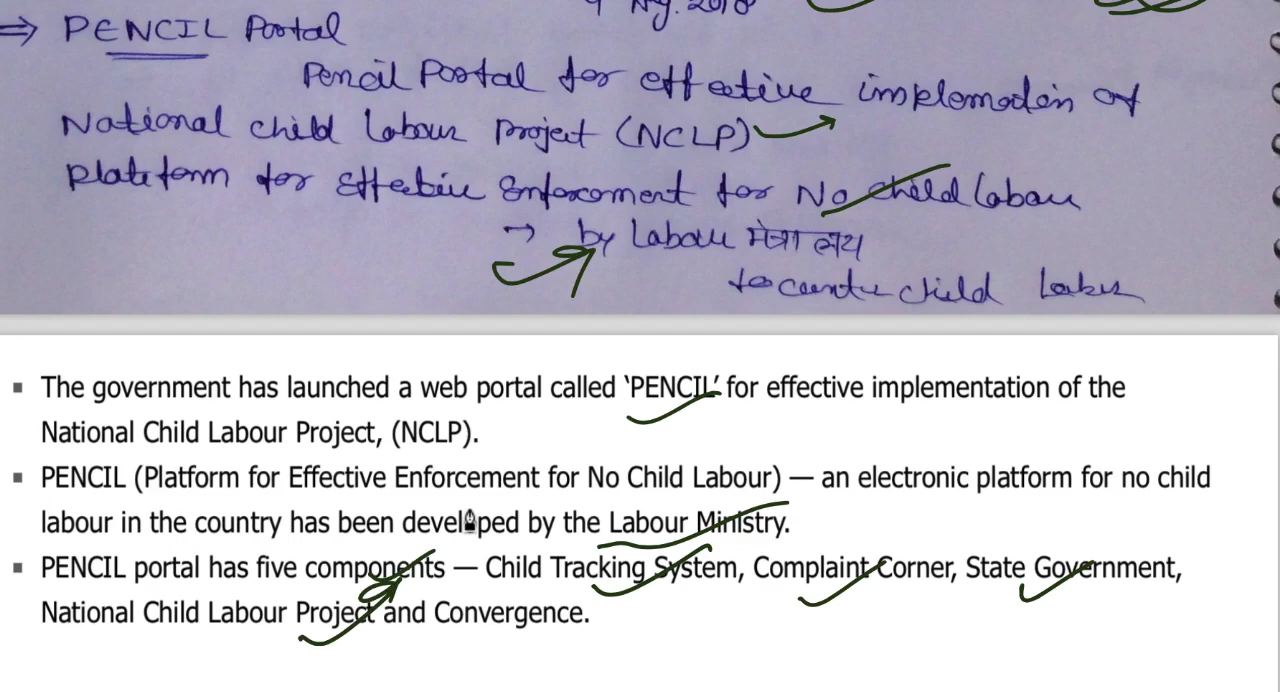 ⇒ PENCIL Portal
Pencil Portal for effective implemodin of
National child Labour Project (NCLP)
Plateform for Effective Enforcement for No child Labour
→ by Labour मंत्रालय
to counter child Labur
▪ The government has launched a web portal called ‘PENCIL’ for effective implementation of the
National Child Labour Project, (NCLP).
▪ PENCIL (Platform for Effective Enforcement for No Child Labour) — an electronic platform for no child
labour in the country has been developed by the Labour Ministry.
▪ PENCIL portal has five components — Child Tracking System, Complaint Corner, State Government,
National Child Labour Project and Convergence.